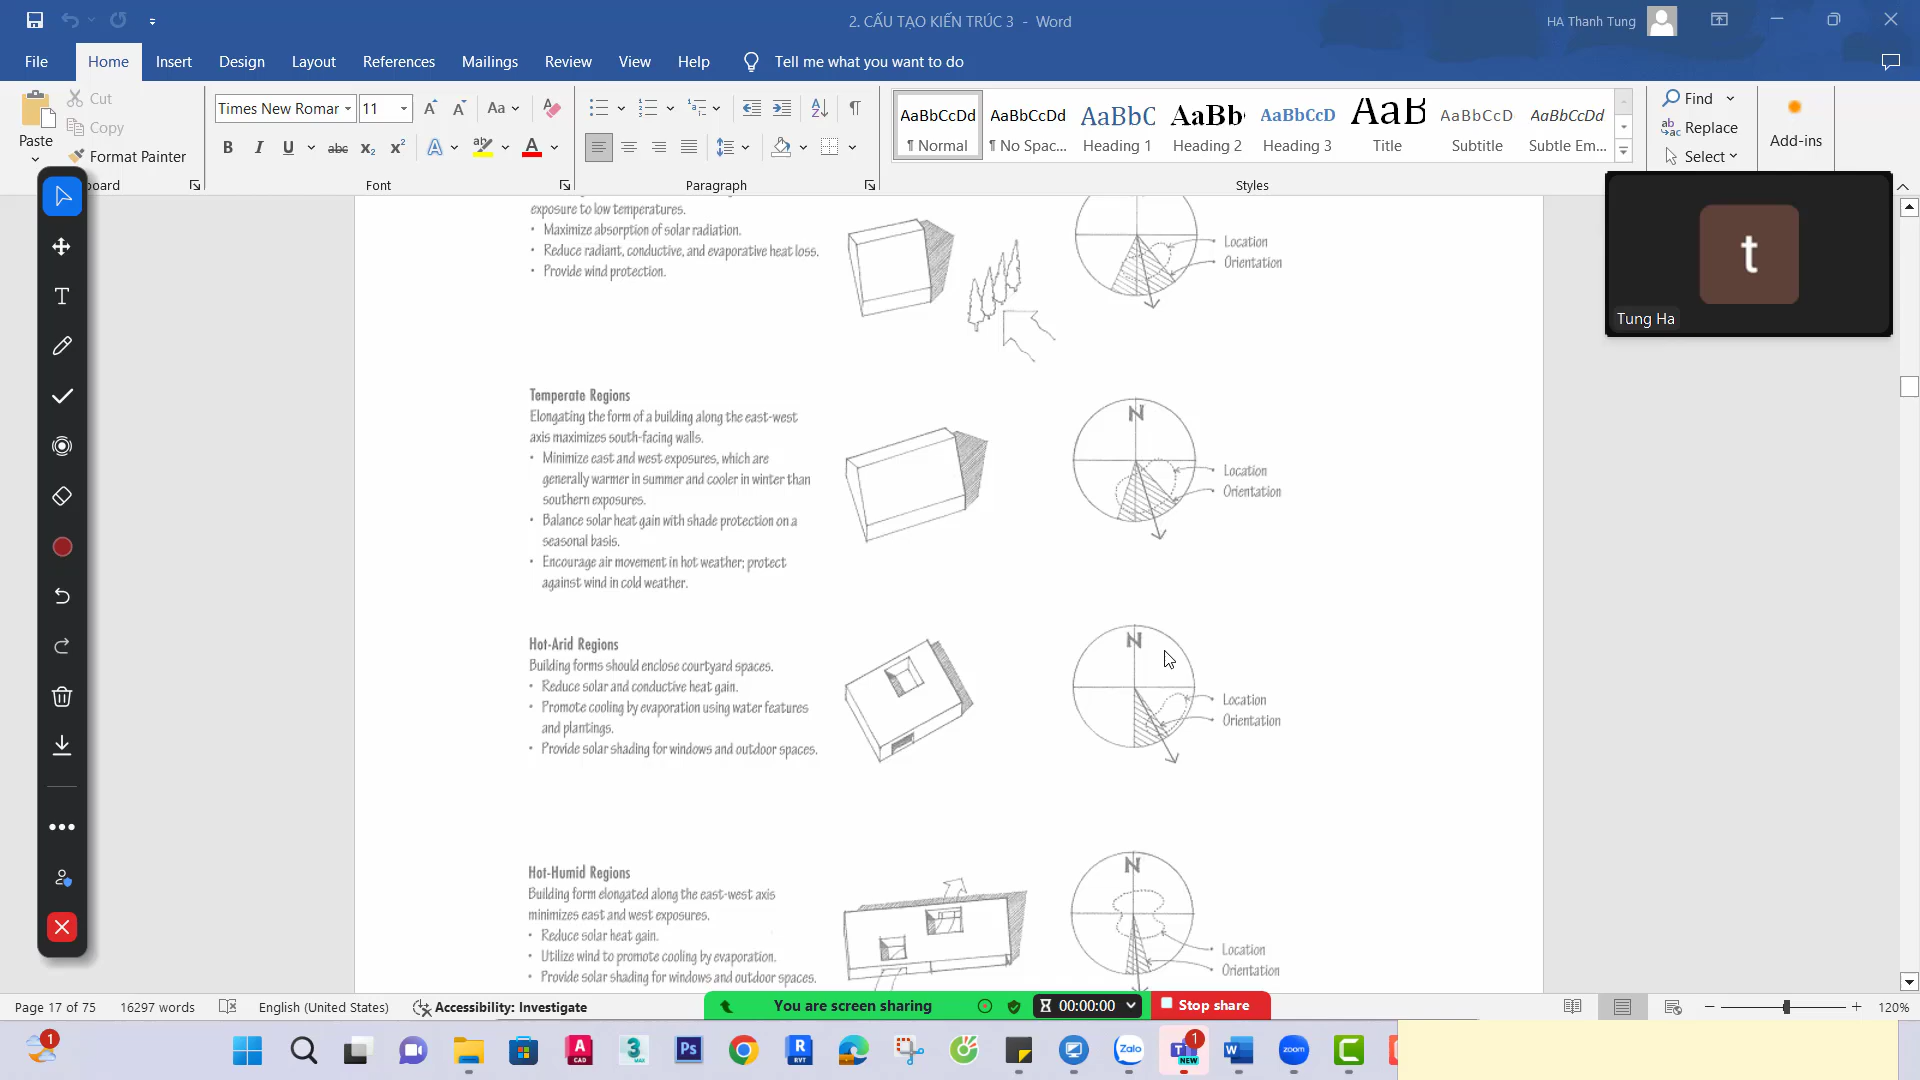 2. CẤU TẠO KIẾN TRÚC 3 - Word
HA Thanh Tung
File Home Insert Design Layout References Mailings Review View Help Tell me what you want to do
Paste
Cut
Copy
Format Painter
board
Times New Roman 11
Font
Paragraph
AaBbCcDd AaBbCcDd AaBbC AaBb AaBbCcD AaB AaBbCcD AaBbCcDd
¶ Normal ¶ No Spac... Heading 1 Heading 2 Heading 3 Title Subtitle Subtle Em...
Styles
Find
Replace
Select
Add-ins
t
Tung Ha
exposure to low temperatures.
• Maximize absorption of solar radiation.
• Reduce radiant, conductive, and evaporative heat loss.
• Provide wind protection.
Location
Orientation
Temperate Regions
Elongating the form of a building along the east-west
axis maximizes south-facing walls.
• Minimize east and west exposures, which are
generally warmer in summer and cooler in winter than
southern exposures.
• Balance solar heat gain with shade protection on a
seasonal basis.
• Encourage air movement in hot weather; protect
against wind in cold weather.
N
Location
Orientation
Hot-Arid Regions
Building forms should enclose courtyard spaces.
• Reduce solar and conductive heat gain.
• Promote cooling by evaporation using water features
and plantings.
• Provide solar shading for windows and outdoor spaces.
N
Location
Orientation
Hot-Humid Regions
Building form elongated along the east-west axis
minimizes east and west exposures.
• Reduce solar heat gain.
• Utilize wind to promote cooling by evaporation.
• Provide solar shading for windows and outdoor spaces.
N
Location
Orientation
Page 17 of 75 16297 words English (United States) Accessibility: Investigate
You are screen sharing 00:00:00 Stop share
120%